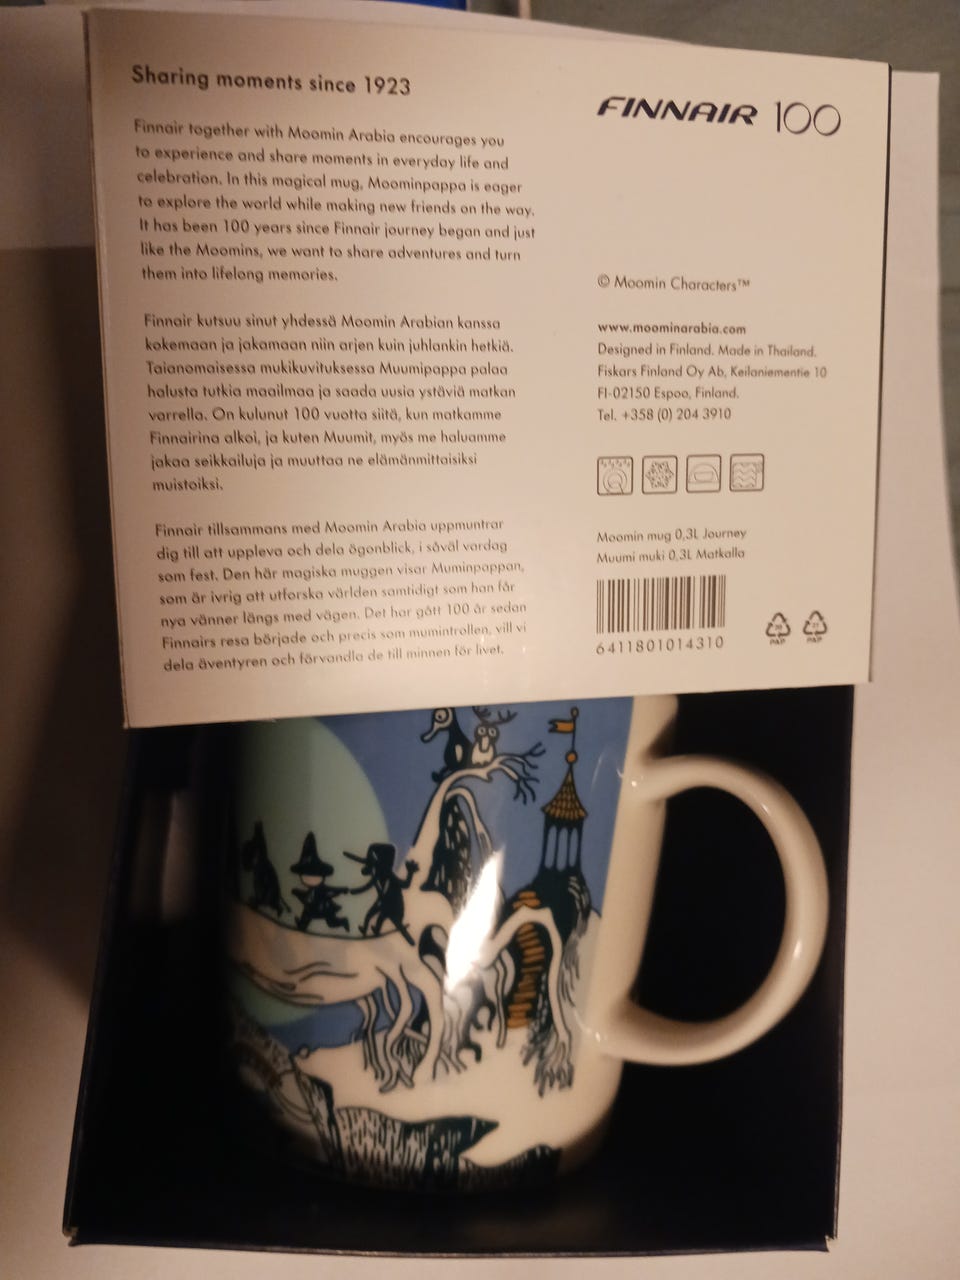 Sharing moments since 1923
Finnair together with Moomin Arabia encourages you
to experience and share moments in everyday life and
celebration. In this magical mug, Moominpappa is eager
to explore the world while making new friends on the way.
It has been 100 years since Finnair journey began and just
like the Moomins, we want to share adventures and turn
them into lifelong memories.
Finnair kutsuu sinut yhdessä Moomin Arabian kanssa
kokemaan ja jakamaan niin arjen kuin juhlankin hetkiä.
Taianomaisessa mukikuvituksessa Muumipappa palaa
halusta tutkia maailmaa ja saada uusia ystäviä matkan
varrella. On kulunut 100 vuotta siitä, kun matkamme
Finnairina alkoi, ja kuten Muumit, myös me haluamme
jakaa seikkailuja ja muuttaa ne elämänmittaisiksi
muistoiksi.
Finnair tillsammans med Moomin Arabia uppmuntrar
dig till att uppleva och dela ögonblick, i såväl vardag
som fest. Den här magiska muggen visar Muminpappan,
som är ivrig att utforska världen samtidigt som han får
nya vänner längs med vägen. Det har gått 100 år sedan
Finnairs resa började och precis som mumintrollen, vill vi
dela äventyren och förvandla de till minnen för livet.
FINNAIR 100
© Moomin Characters™
www.moominarabia.com
Designed in Finland. Made in Thailand.
Fiskars Finland Oy Ab, Keilaniementie 10
FI-02150 Espoo, Finland.
Tel. +358 (0) 204 3910
Moomin mug 0,3L Journey
Muumi muki 0,3L Matkalla
6411801014310
20 21
PAP PAP